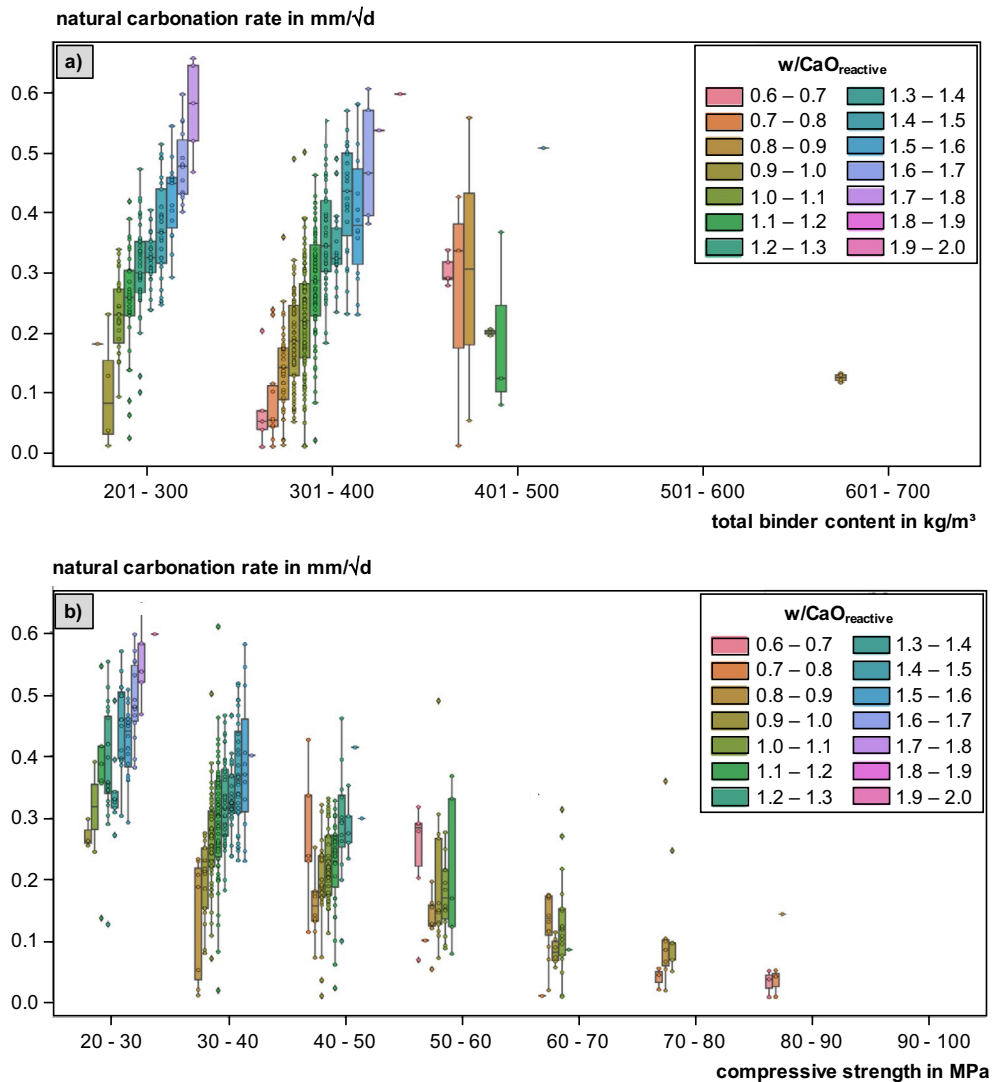 natural carbonation rate in mm/√d
a)
w/CaOreactive
0.6 – 0.7
0.7 – 0.8
0.8 – 0.9
0.9 – 1.0
1.0 – 1.1
1.1 – 1.2
1.2 – 1.3
1.3 – 1.4
1.4 – 1.5
1.5 – 1.6
1.6 – 1.7
1.7 – 1.8
1.8 – 1.9
1.9 – 2.0
0.6
0.5
0.4
0.3
0.2
0.1
0.0
201 - 300
301 - 400
401 - 500
501 - 600
601 - 700
total binder content in kg/m³
natural carbonation rate in mm/√d
b)
w/CaOreactive
0.6 – 0.7
0.7 – 0.8
0.8 – 0.9
0.9 – 1.0
1.0 – 1.1
1.1 – 1.2
1.2 – 1.3
1.3 – 1.4
1.4 – 1.5
1.5 – 1.6
1.6 – 1.7
1.7 – 1.8
1.8 – 1.9
1.9 – 2.0
0.6
0.5
0.4
0.3
0.2
0.1
0.0
20 - 30
30 - 40
40 - 50
50 - 60
60 - 70
70 - 80
80 - 90
90 - 100
compressive strength in MPa